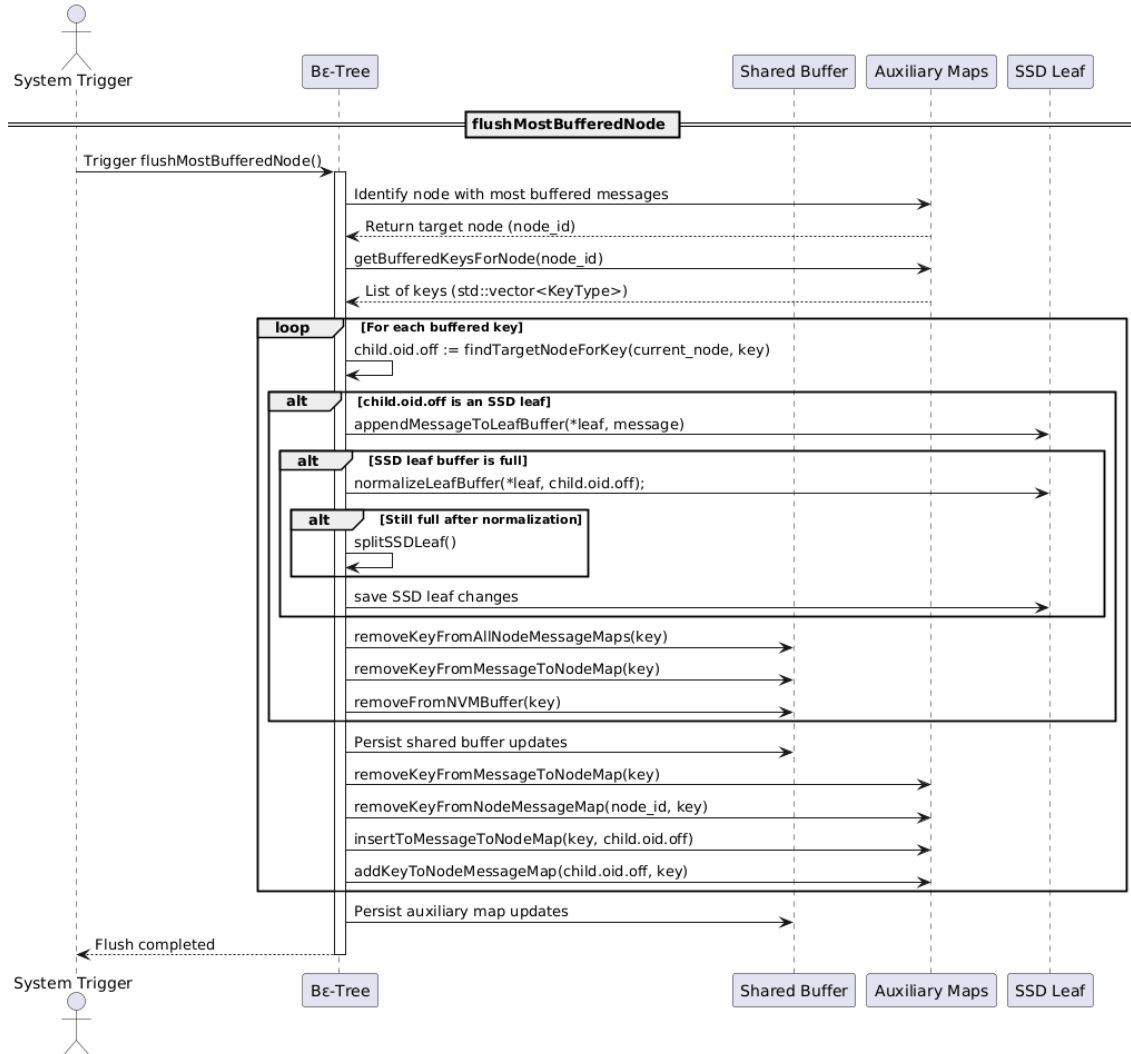 System Trigger
Bε-Tree
Shared Buffer
Auxiliary Maps
SSD Leaf
flushMostBufferedNode
Trigger flushMostBufferedNode()
Identify node with most buffered messages
Return target node (node_id)
getBufferedKeysForNode(node_id)
List of keys (std::vector<KeyType>)
loop [For each buffered key]
child.oid.off := findTargetNodeForKey(current_node, key)
alt [child.oid.off is an SSD leaf]
appendMessageToLeafBuffer(*leaf, message)
alt [SSD leaf buffer is full]
normalizeLeafBuffer(*leaf, child.oid.off);
alt [Still full after normalization]
splitSSDLeaf()
save SSD leaf changes
removeKeyFromAllNodeMessageMaps(key)
removeKeyFromMessageToNodeMap(key)
removeFromNVMBuffer(key)
Persist shared buffer updates
removeKeyFromMessageToNodeMap(key)
removeKeyFromNodeMessageMap(node_id, key)
insertToMessageToNodeMap(key, child.oid.off)
addKeyToNodeMessageMap(child.oid.off, key)
Persist auxiliary map updates
Flush completed
System Trigger
Bε-Tree
Shared Buffer
Auxiliary Maps
SSD Leaf